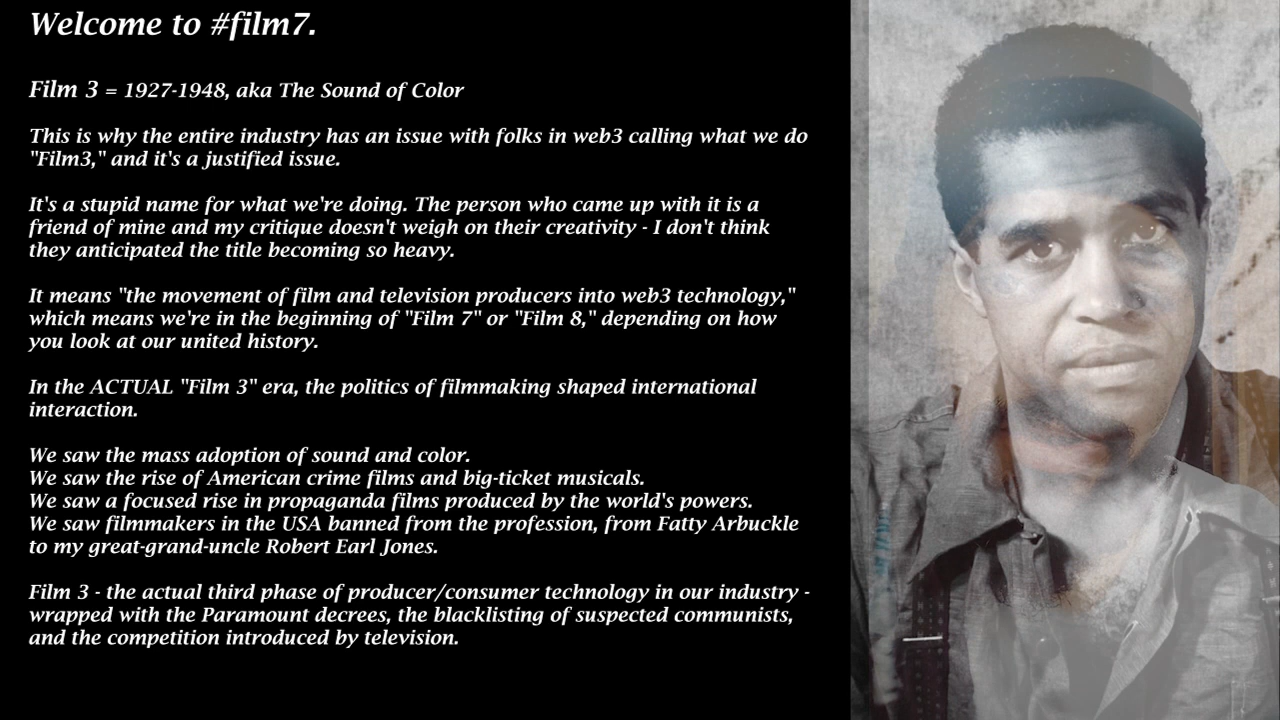 Welcome to #film7.
Film 3 = 1927-1948, aka The Sound of Color
This is why the entire industry has an issue with folks in web3 calling what we do
"Film3," and it's a justified issue.
It's a stupid name for what we're doing. The person who came up with it is a
friend of mine and my critique doesn't weigh on their creativity - I don't think
they anticipated the title becoming so heavy.
It means "the movement of film and television producers into web3 technology,"
which means we're in the beginning of "Film 7" or "Film 8," depending on how
you look at our united history.
In the ACTUAL "Film 3" era, the politics of filmmaking shaped international
interaction.
We saw the mass adoption of sound and color.
We saw the rise of American crime films and big-ticket musicals.
We saw a focused rise in propaganda films produced by the world's powers.
We saw filmmakers in the USA banned from the profession, from Fatty Arbuckle
to my great-grand-uncle Robert Earl Jones.
Film 3 - the actual third phase of producer/consumer technology in our industry -
wrapped with the Paramount decrees, the blacklisting of suspected communists,
and the competition introduced by television.